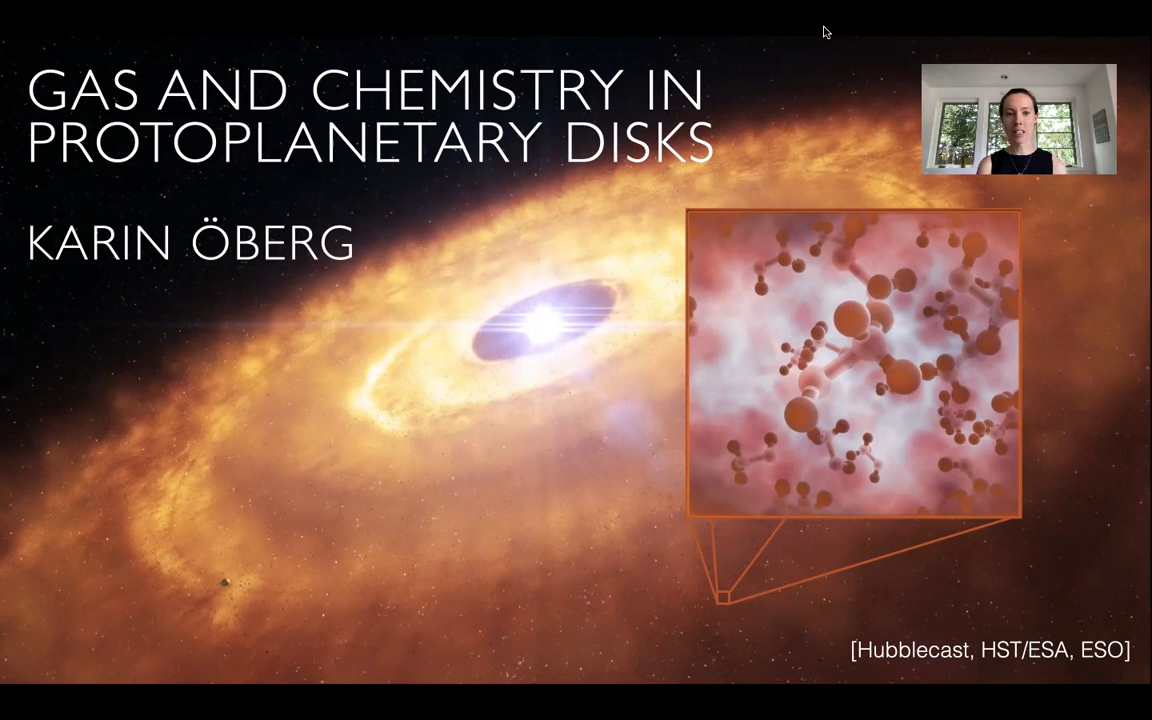 GAS AND CHEMISTRY IN
PROTOPLANETARY DISKS
KARIN ÖBERG
[Hubblecast, HST/ESA, ESO]